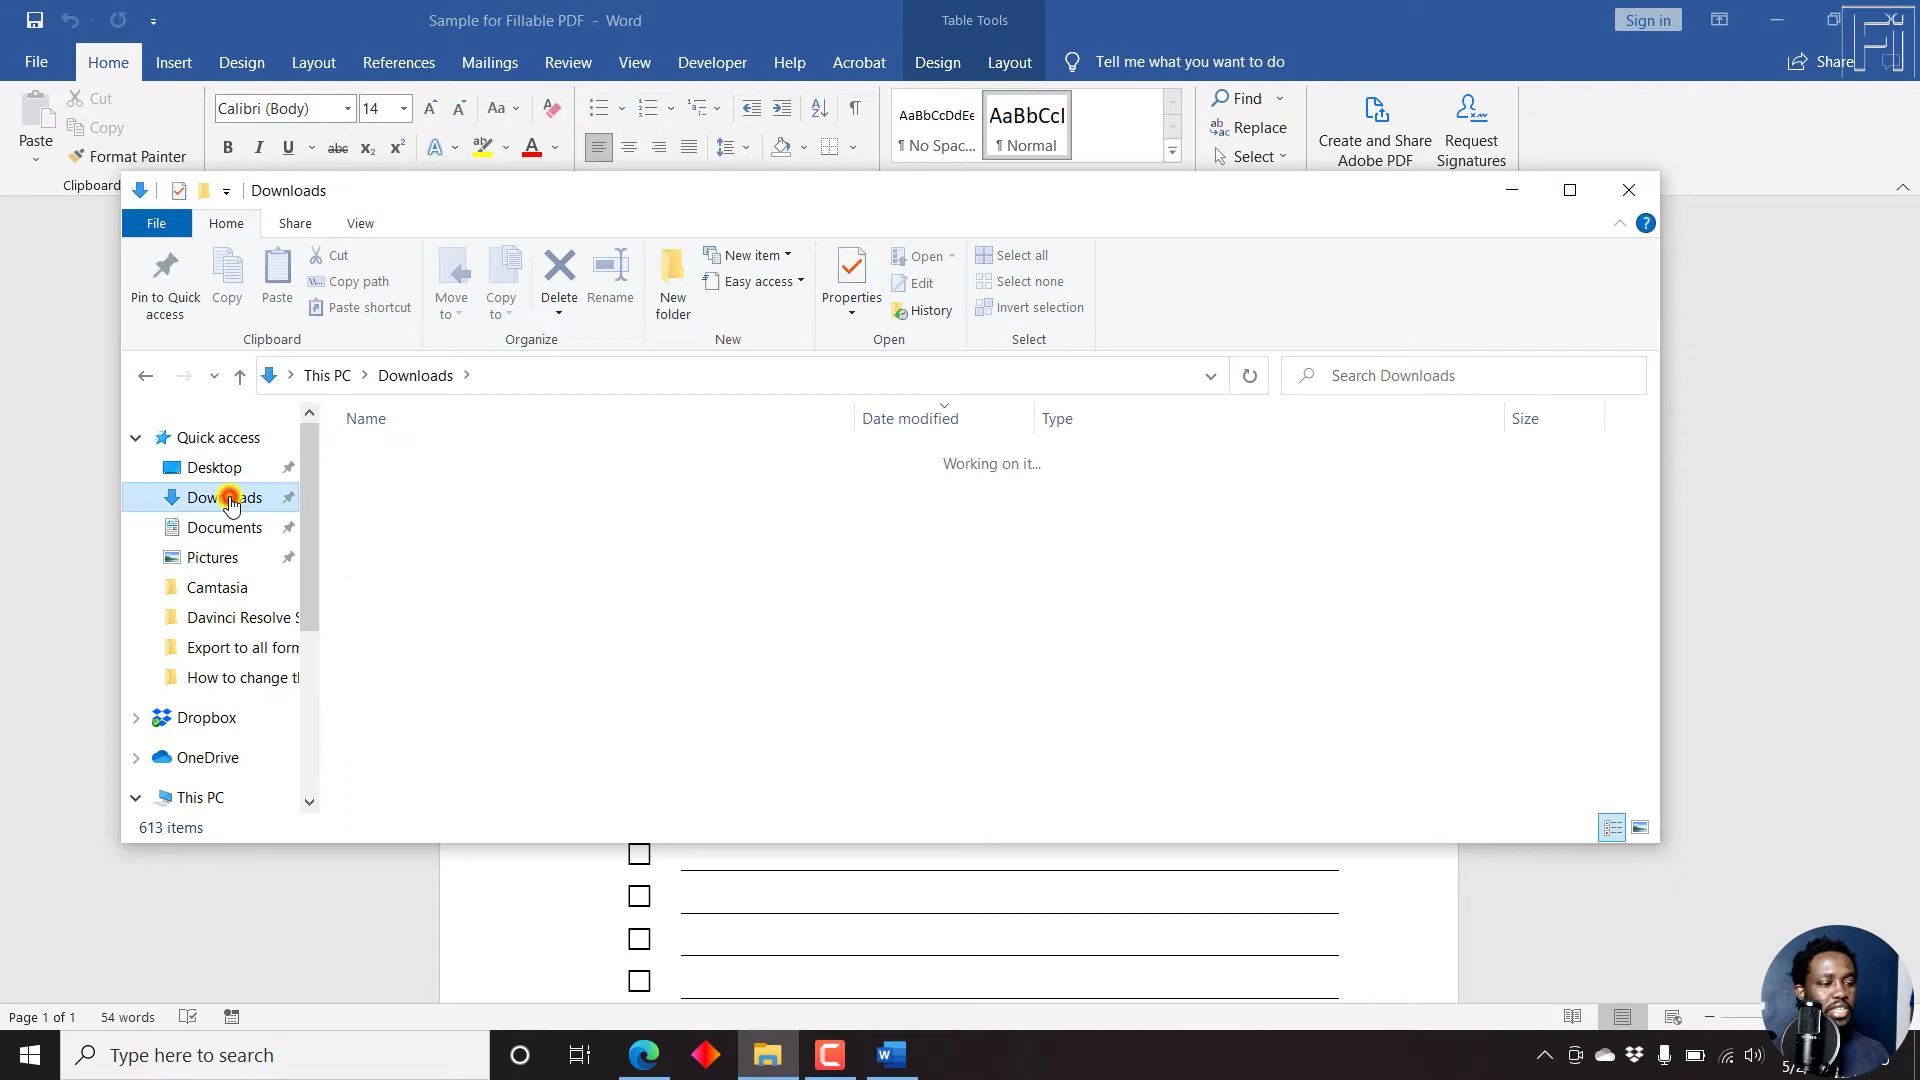 Sample for Fillable PDF - Word
Table Tools
Sign in
Fi
File
Home
Insert
Design
Layout
References
Mailings
Review
View
Developer
Help
Acrobat
Design
Layout
Tell me what you want to do
Share
Paste
Cut
Copy
Format Painter
Clipboard
Calibri (Body)
14
Aa
B I U abc x₂ x²
A
A
AaBbCcDdEe
¶ No Spac...
AaBbCcI
¶ Normal
Find
Replace
Select
Create and Share
Adobe PDF
Request
Signatures
Downloads
File
Home
Share
View
Pin to Quick
access
Copy
Paste
Cut
Copy path
Paste shortcut
Clipboard
Move
to
Copy
to
Delete
Rename
Organize
New
folder
New item
Easy access
New
Properties
Open
Edit
History
Open
Select all
Select none
Invert selection
Select
This PC > Downloads >
Search Downloads
Name
Date modified
Type
Size
Working on it...
Quick access
Desktop
Downloads
Documents
Pictures
Camtasia
Davinci Resolve S
Export to all form
How to change th
Dropbox
OneDrive
This PC
613 items
Page 1 of 1
54 words
Type here to search